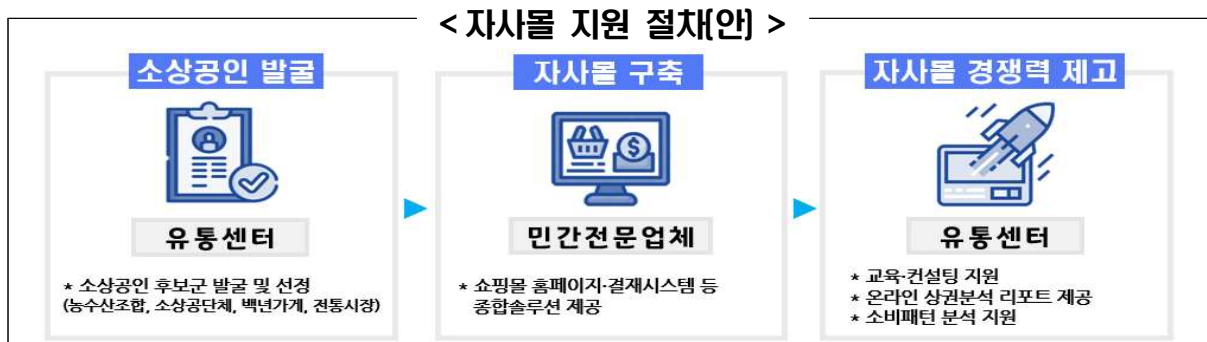 < 자사몰 지원 절차(안) >
소상공인 발굴
유통센터
* 소상공인 후보군 발굴 및 선정
(농수산조합, 소상공단체, 백년가게, 전통시장)
자사몰 구축
민간전문업체
* 쇼핑몰 홈페이지·결재시스템 등
종합솔루션 제공
자사몰 경쟁력 제고
유통센터
* 교육·컨설팅 지원
* 온라인 상권분석 리포트 제공
* 소비패턴 분석 지원